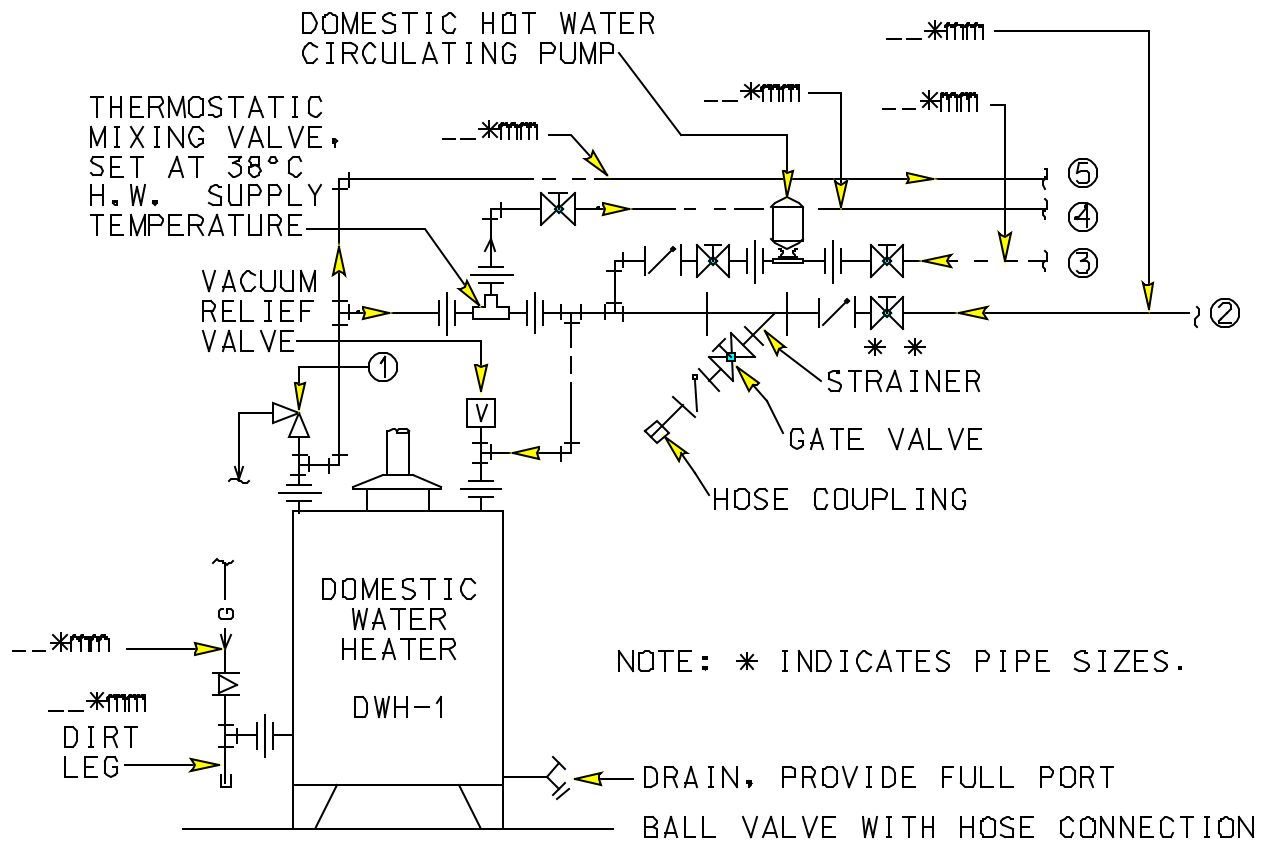 DOMESTIC HOT WATER
CIRCULATING PUMP
__*mm
__*mm
__*mm
__*mm
THERMOSTATIC
MIXING VALVE,
SET AT 38°C
H.W. SUPPLY
TEMPERATURE
5
4
3
2
VACUUM
RELIEF
VALVE
1
V
* *
STRAINER
GATE VALVE
HOSE COUPLING
G
DOMESTIC
WATER
HEATER
DWH-1
__*mm
__*mm
DIRT
LEG
NOTE: * INDICATES PIPE SIZES.
DRAIN, PROVIDE FULL PORT
BALL VALVE WITH HOSE CONNECTION